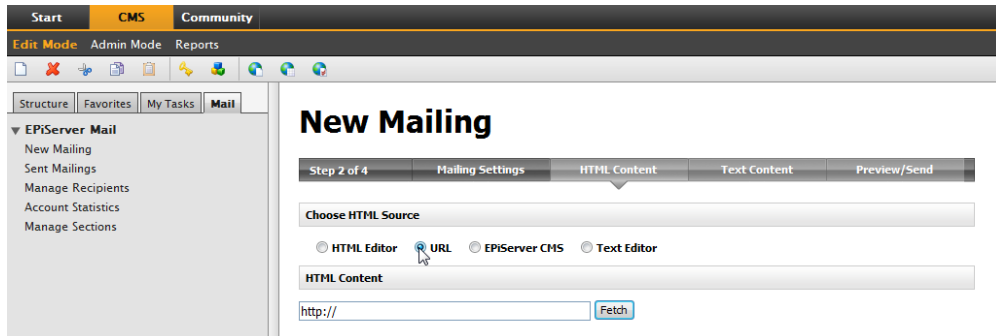 Start CMS Community
Edit Mode Admin Mode Reports
Structure Favorites My Tasks Mail
EPiServer Mail
New Mailing
Sent Mailings
Manage Recipients
Account Statistics
Manage Sections
New Mailing
Step 2 of 4 Mailing Settings HTML Content Text Content Preview/Send
Choose HTML Source
HTML Editor URL EPiServer CMS Text Editor
HTML Content
http:// Fetch